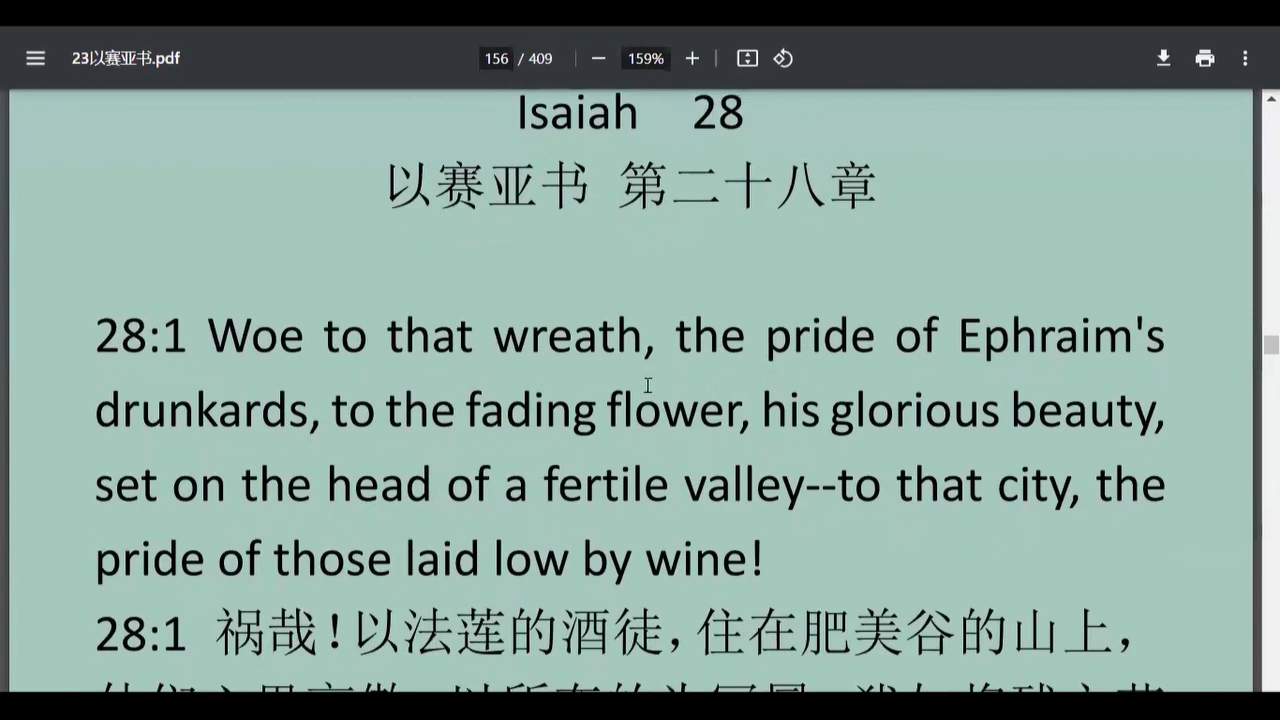 23以赛亚书.pdf
156 / 409
159%
Isaiah 28
以赛亚书 第二十八章
28:1 Woe to that wreath, the pride of Ephraim's
drunkards, to the fading flower, his glorious beauty,
set on the head of a fertile valley--to that city, the
pride of those laid low by wine!
28:1 祸哉!以法莲的酒徒,住在肥美谷的山上,